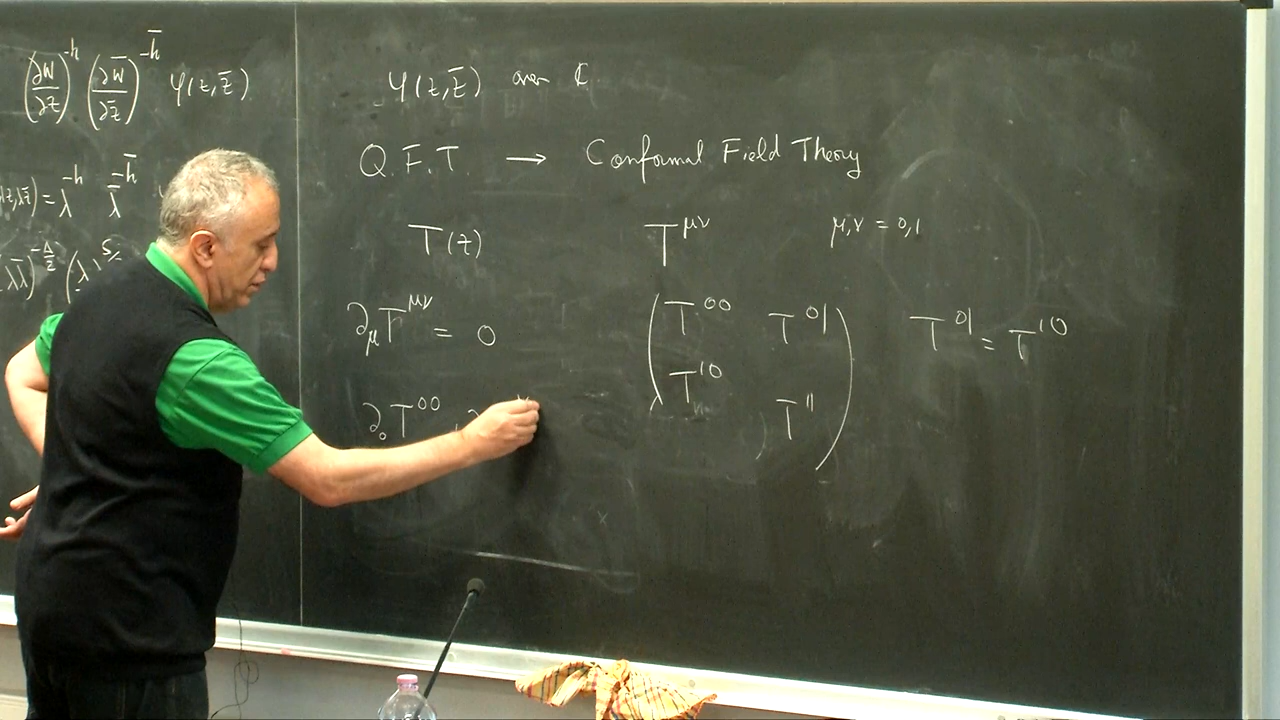 (∂w/∂z)^{-h} (∂w̄/∂z̄)^{-h̄} φ(z,z̄)
z,λ̄z̄) = λ^{-h} λ̄^{-h̄}
(λλ̄)^{-Δ/2} (λ
φ(z,z̄) over ℂ
Q.F.T. → Conformal Field Theory
T(z) T^{μν} μ,ν = 0,1
∂_μ T^{μν} = 0
(T^{00} T^{01}
T^{10} T^{11})
T^{01} = T^{10}
∂_0 T^{00}